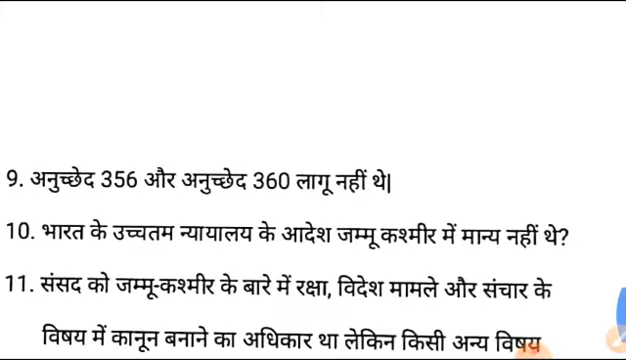 9. अनुच्छेद 356 और अनुच्छेद 360 लागू नहीं थे|
10. भारत के उच्चतम न्यायालय के आदेश जम्मू कश्मीर में मान्य नहीं थे?
11. संसद को जम्मू-कश्मीर के बारे में रक्षा, विदेश मामले और संचार के
विषय में कानून बनाने का अधिकार था लेकिन किसी अन्य विषय